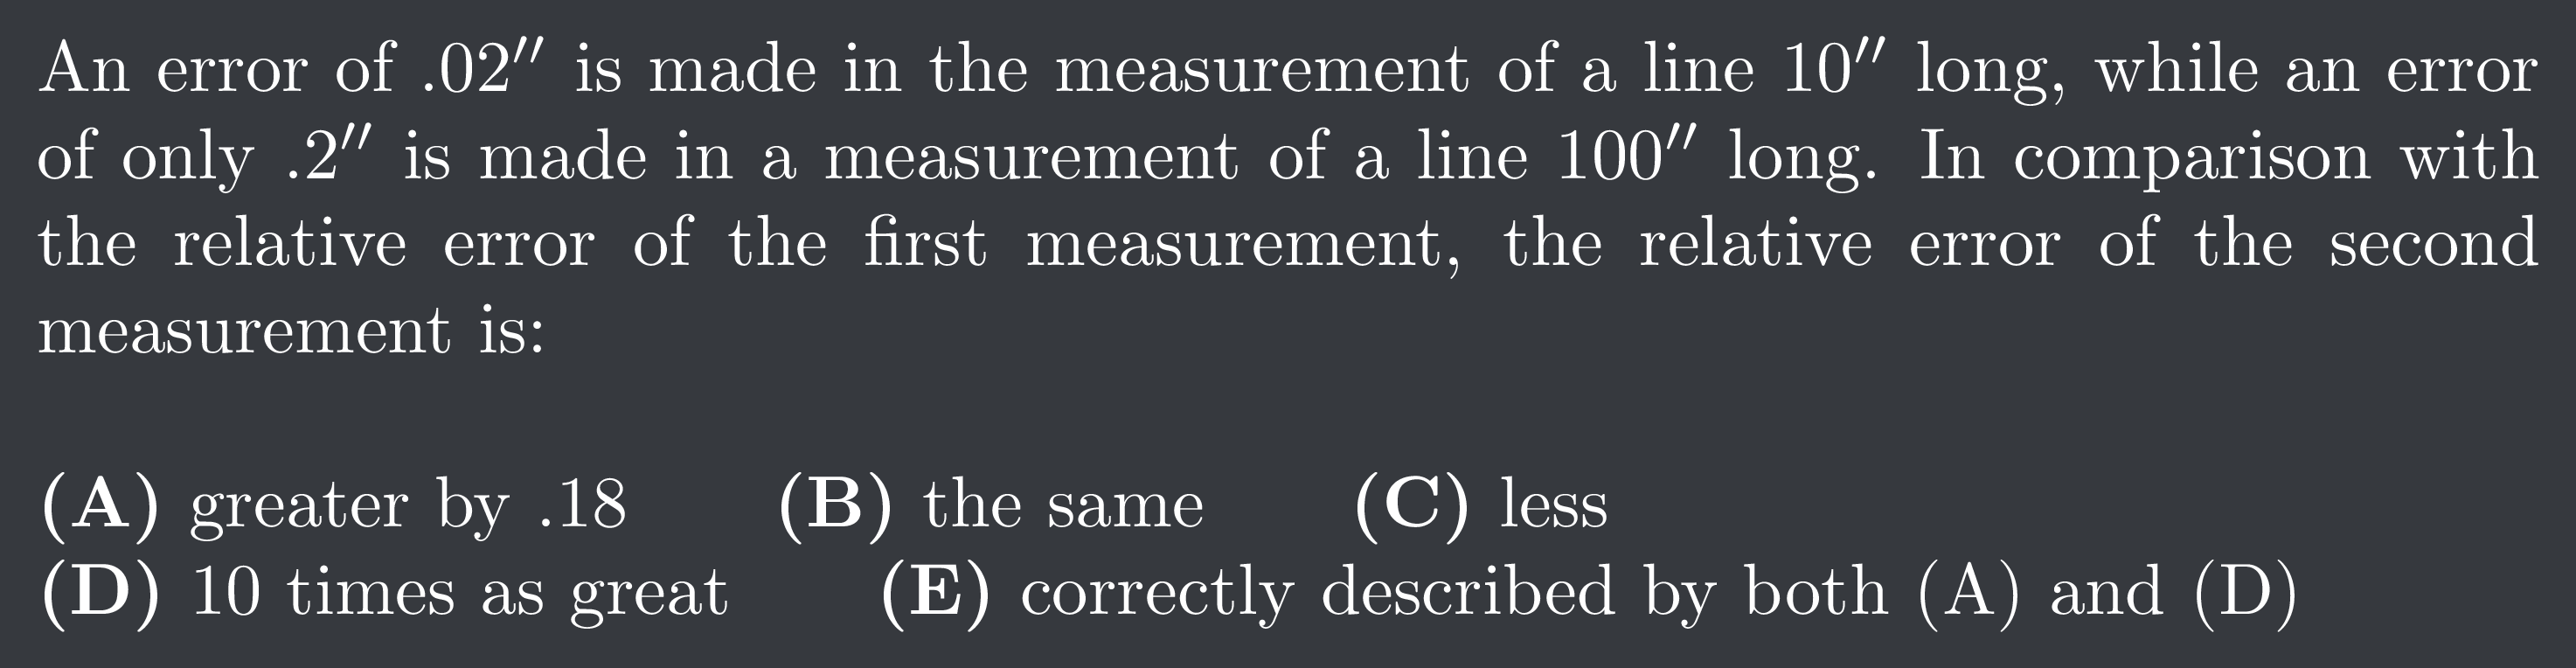 An error of .02″ is made in the measurement of a line 10″ long, while an error
of only .2″ is made in a measurement of a line 100″ long. In comparison with
the relative error of the first measurement, the relative error of the second
measurement is:
(A) greater by .18 (B) the same (C) less
(D) 10 times as great (E) correctly described by both (A) and (D)